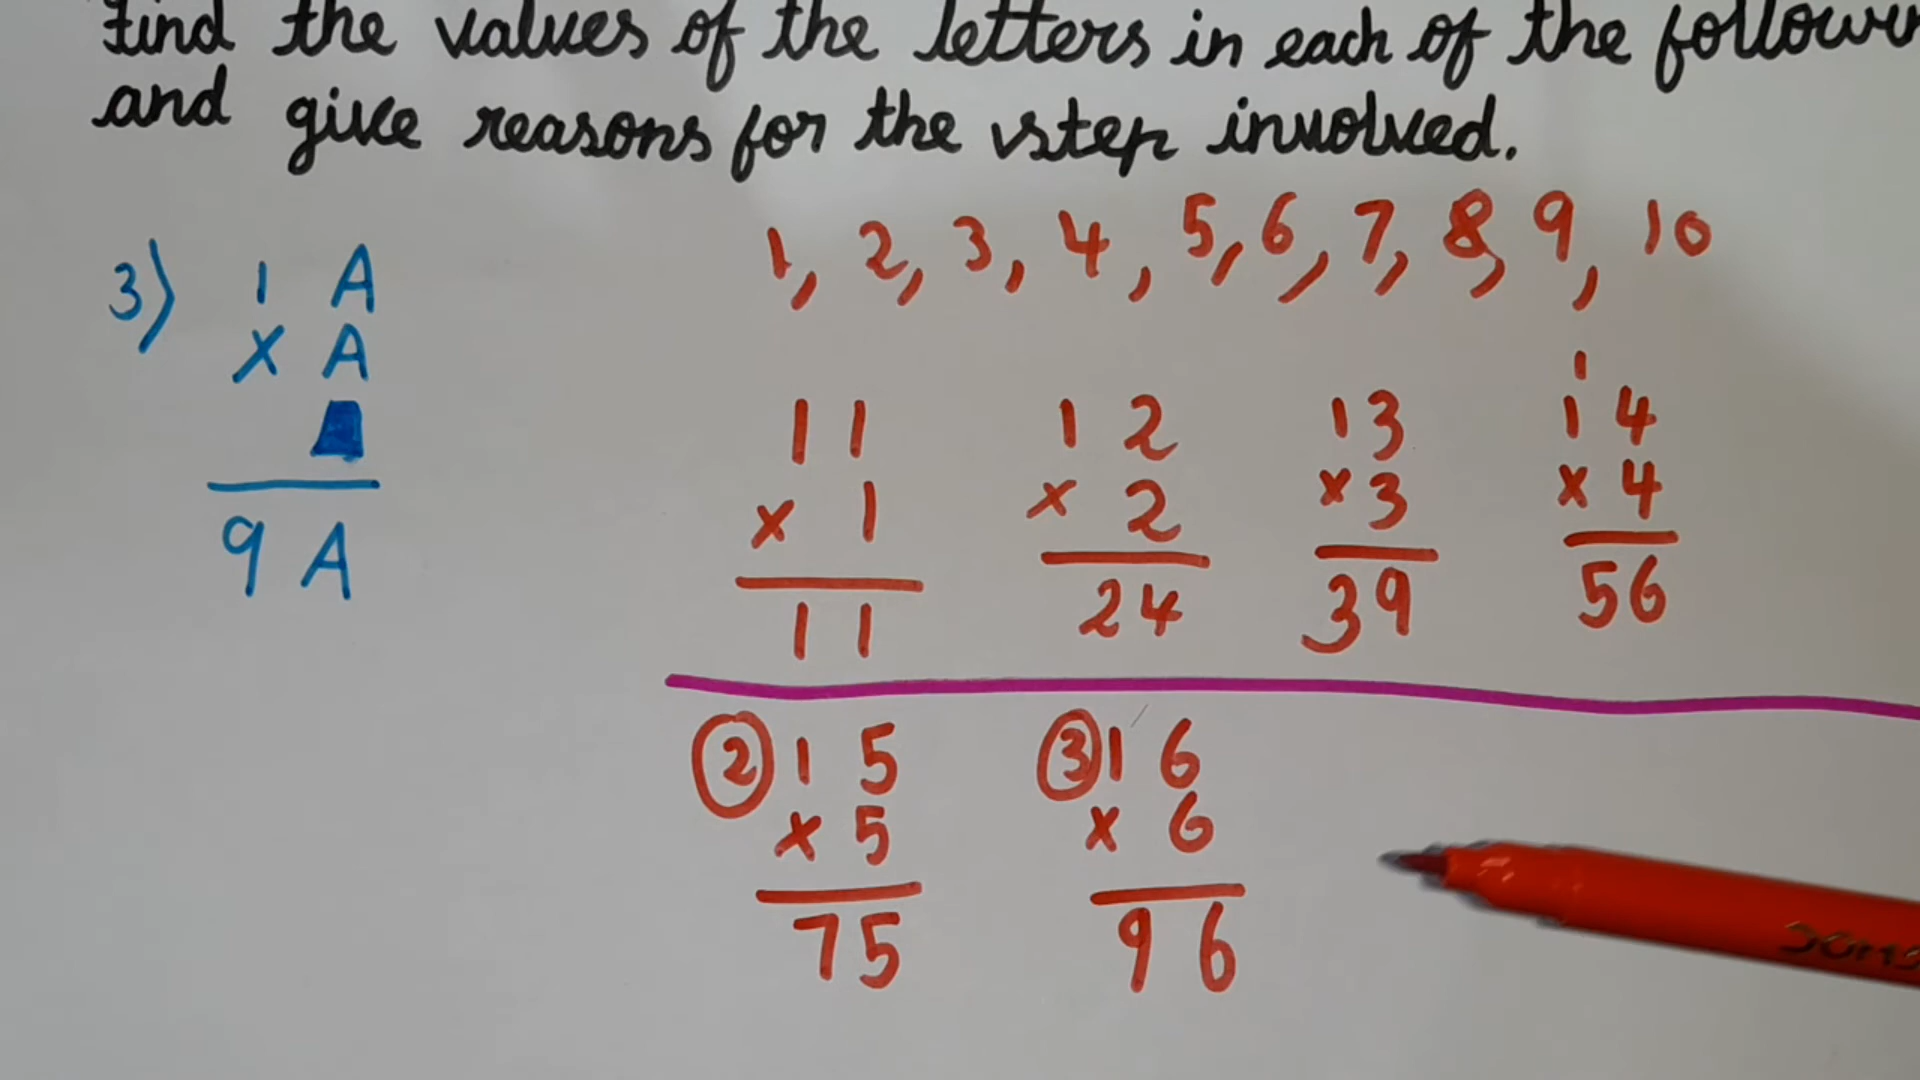 Find the values of the letters in each of the followin
and give reasons for the step involved.
3) 1 A
x A
9 A
1, 2, 3, 4, 5, 6, 7, 8, 9, 10
1 1
x 1
1 1
1 2
x 2
2 4
1 3
x 3
3 9
1
1 4
x 4
5 6
2 1 5
x 5
7 5
3 1 6
x 6
9 6